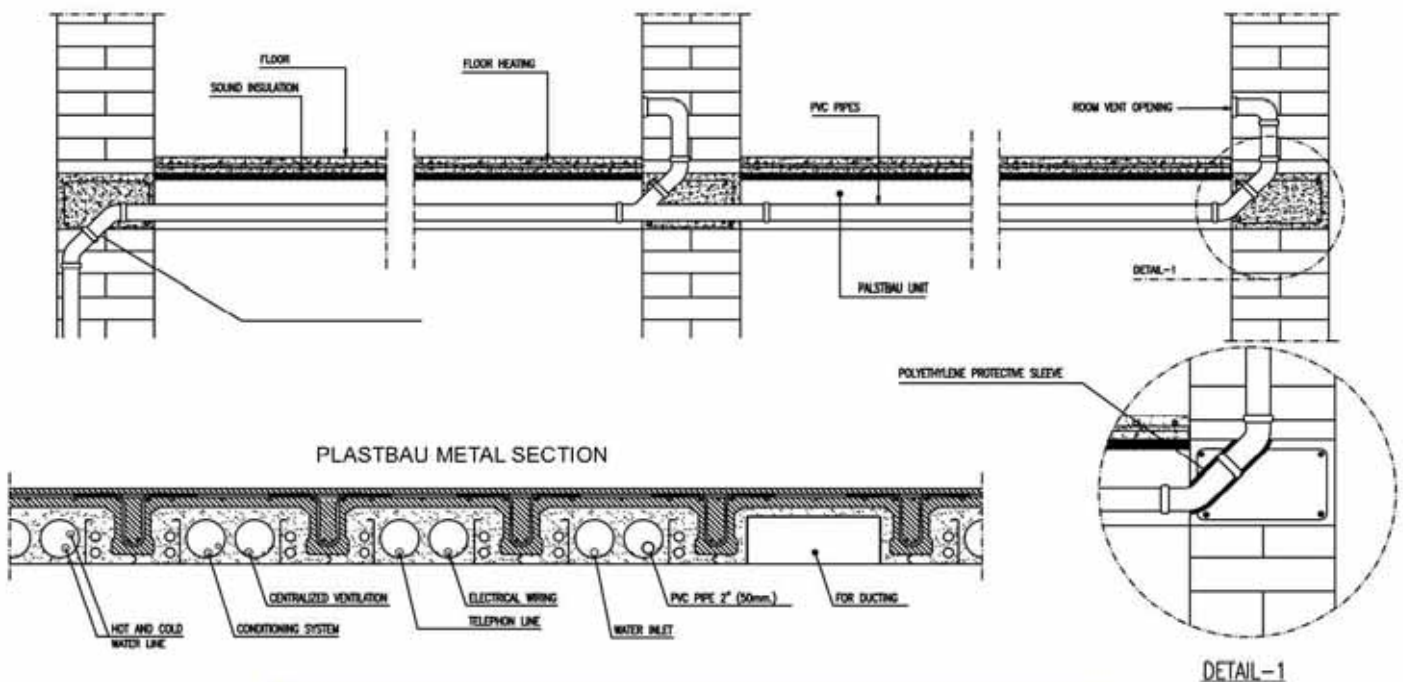 FLOOR
SOUND INSULATION
FLOOR HEATING
PVC PIPES
ROOM VENT OPENING
DETAIL-1
PALSTBAU UNIT
POLYETHYLENE PROTECTIVE SLEEVE
PLASTBAU METAL SECTION
CENTRALIZED VENTILATION
ELECTRICAL WIRING
PVC PIPE 2" (50mm.)
FOR DUCTING
HOT AND COLD
WATER LINE
CONDITIONING SYSTEM
TELEPHON LINE
WATER INLET
DETAIL-1